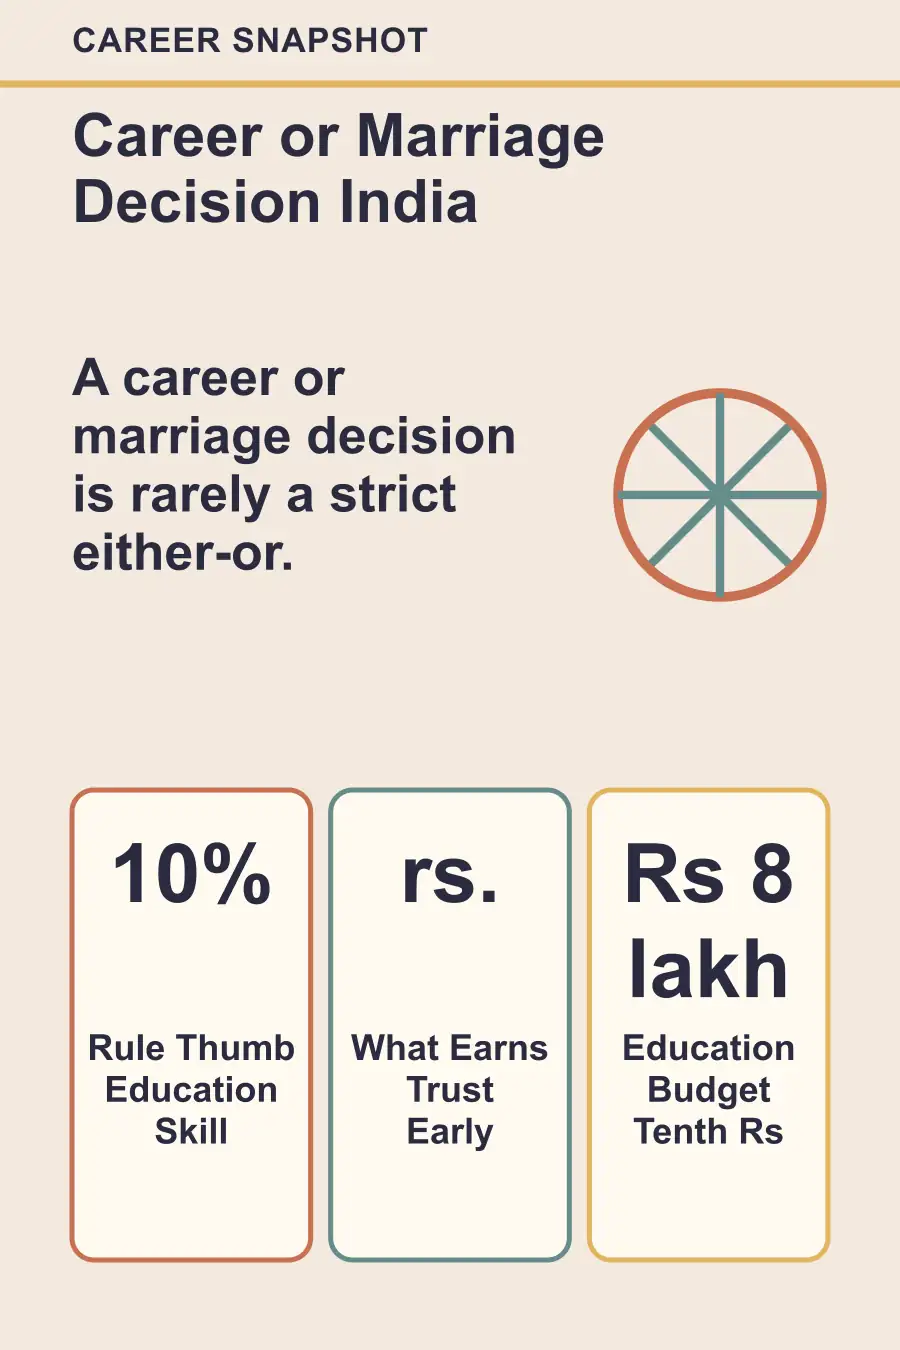 CAREER SNAPSHOT
Career or Marriage
Decision India
A career or
marriage decision
is rarely a strict
either-or.
10%
Rule Thumb
Education
Skill
rs.
What Earns
Trust
Early
Rs 8
lakh
Education
Budget
Tenth Rs